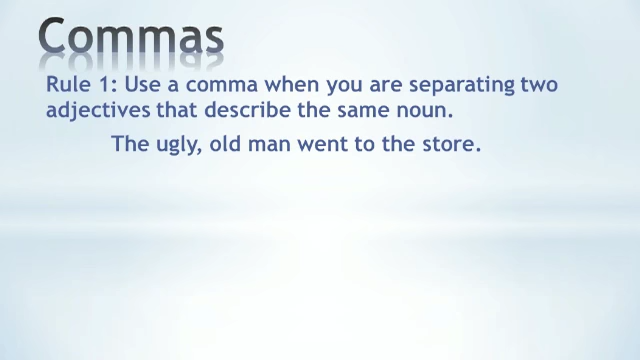 Commas
Rule 1: Use a comma when you are separating two
adjectives that describe the same noun.
The ugly, old man went to the store.